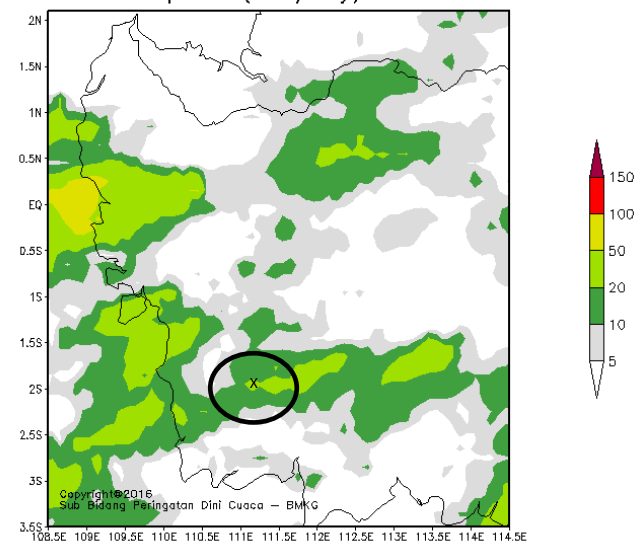 2N
1.5N
1N
0.5N
EQ
0.5S
1S
1.5S
2S
2.5S
3S
3.5S
X
150
100
50
20
10
5
Copyright©2016
Sub Bidang Peringatan Dini Cuaca – BMKG
108.5E 109E 109.5E 110E 110.5E 111E 111.5E 112E 112.5E 113E 113.5E 114E 114.5E